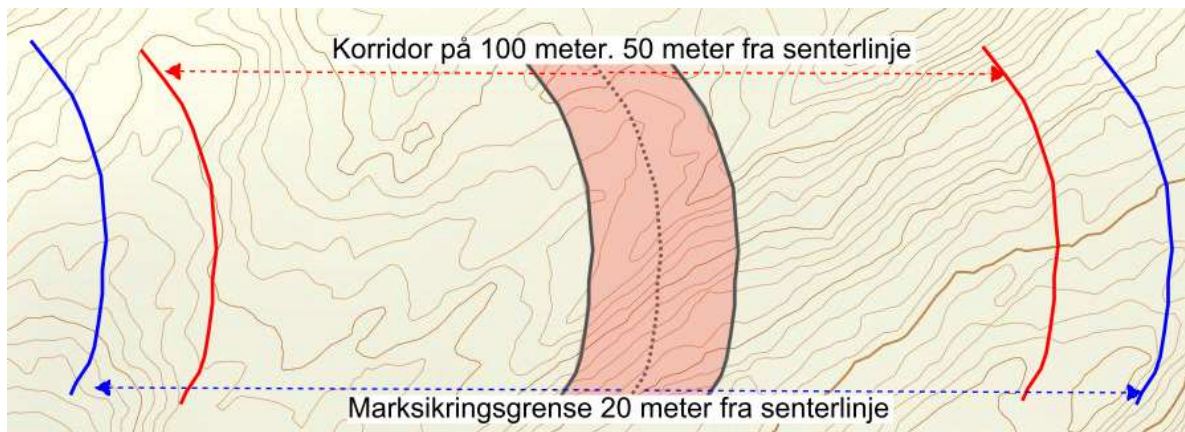 Korridor på 100 meter. 50 meter fra senterlinje
Marksikringsgrense 20 meter fra senterlinje